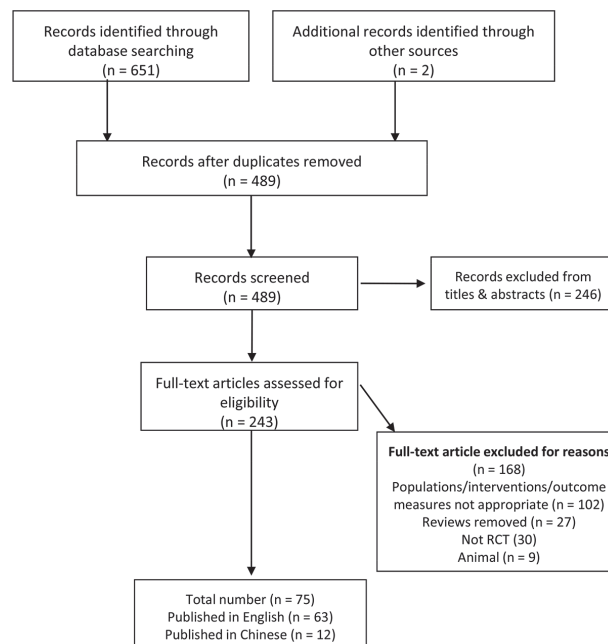 Records identified through
database searching
(n = 651)
Additional records identified through
other sources
(n = 2)
Records after duplicates removed
(n = 489)
Records screened
(n = 489)
Records excluded from
titles & abstracts (n = 246)
Full-text articles assessed for
eligibility
(n = 243)
Full-text article excluded for reasons
(n = 168)
Populations/interventions/outcome
measures not appropriate (n = 102)
Reviews removed (n = 27)
Not RCT (30)
Animal (n = 9)
Total number (n = 75)
Published in English (n = 63)
Published in Chinese (n = 12)